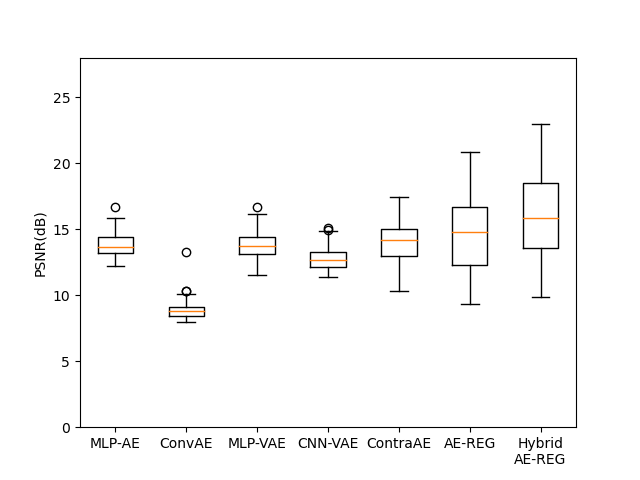 25
20
15
10
5
0
PSNR(dB)
MLP-AE
ConvAE
MLP-VAE
CNN-VAE
ContraAE
AE-REG
Hybrid
AE-REG